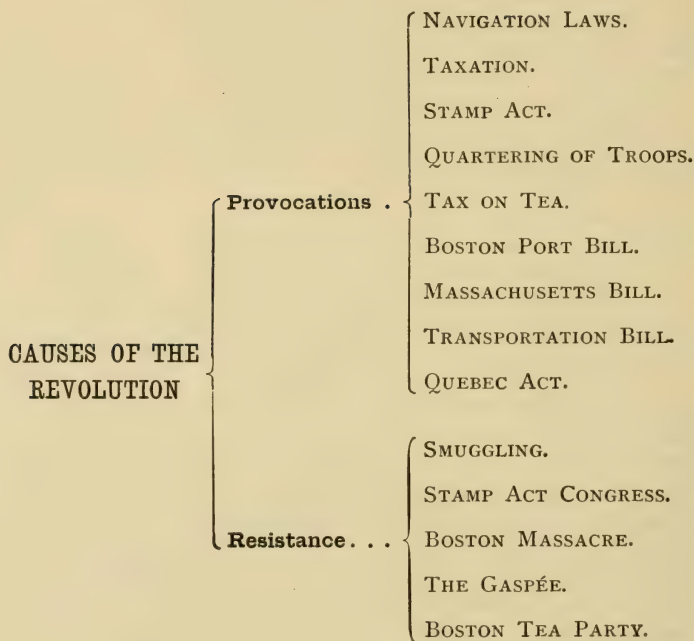 CAUSES OF THE
REVOLUTION
Provocations .
NAVIGATION LAWS.
TAXATION.
STAMP ACT.
QUARTERING OF TROOPS.
TAX ON TEA.
BOSTON PORT BILL.
MASSACHUSETTS BILL.
TRANSPORTATION BILL.
QUEBEC ACT.
Resistance . . .
SMUGGLING.
STAMP ACT CONGRESS.
BOSTON MASSACRE.
THE GASPÉE.
BOSTON TEA PARTY.